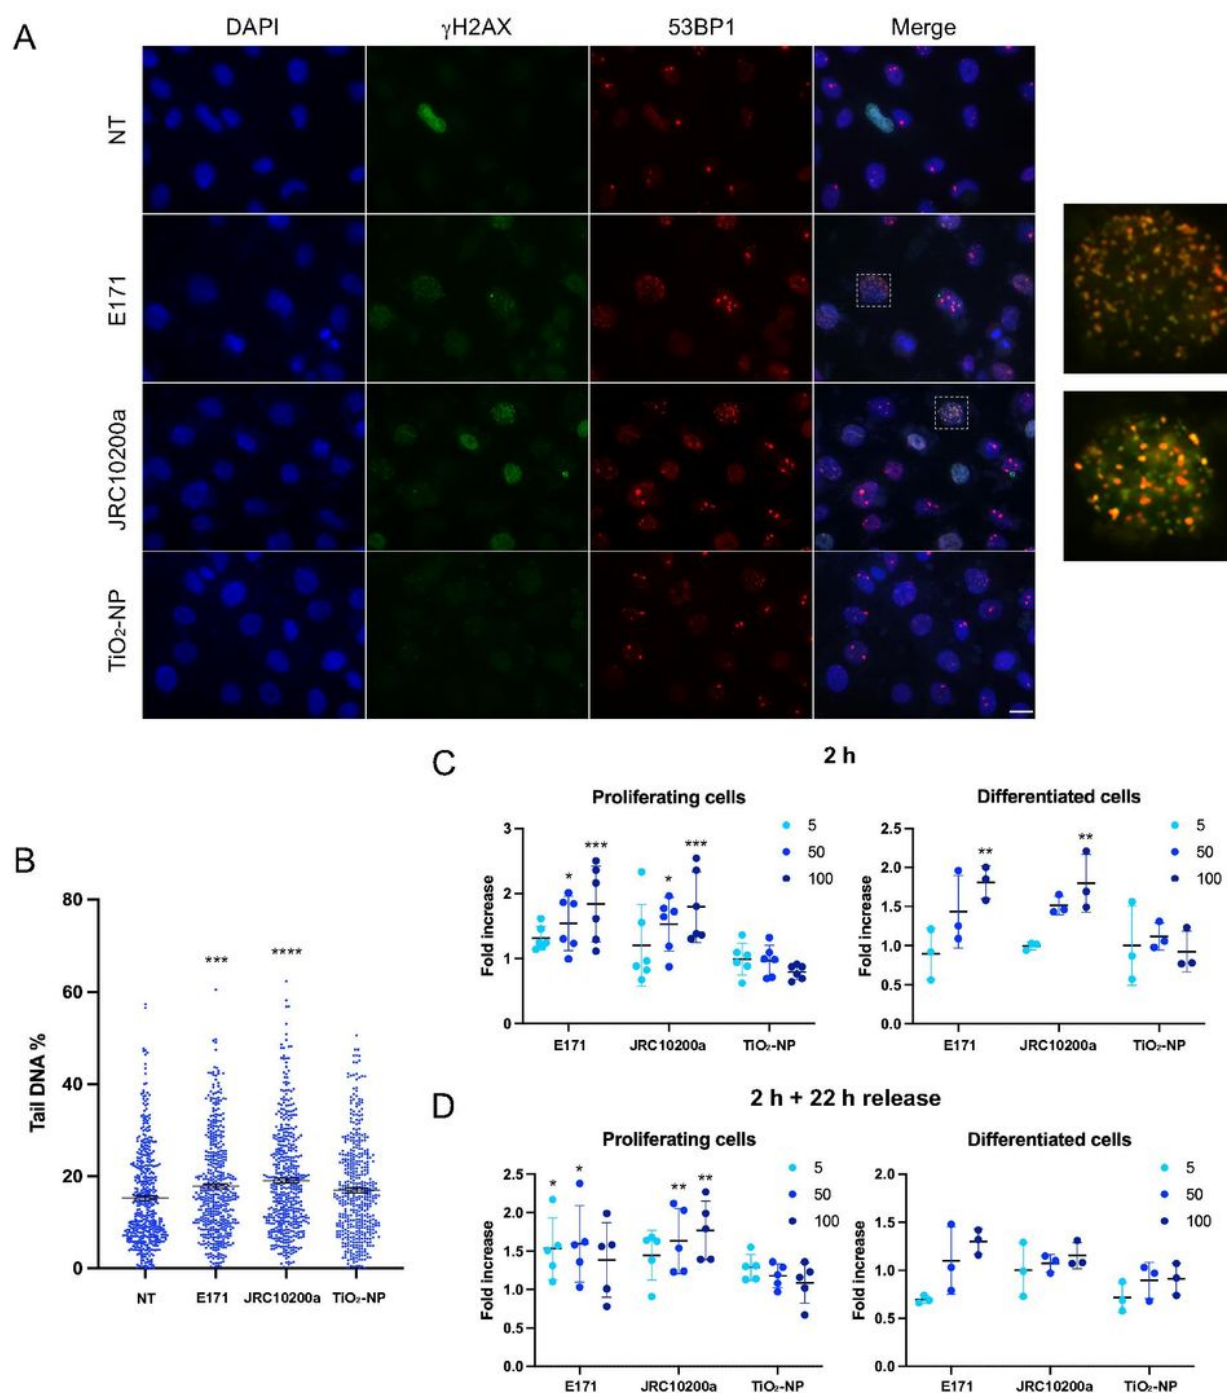 A
DAPI
γH2AX
53BP1
Merge
NT
E171
JRC10200a
TiO₂-NP
B
Tail DNA %
80
60
40
20
0
***
****
NT
E171
JRC10200a
TiO₂-NP
C
2 h
Proliferating cells
Fold increase
3
2
1
0
*
***
*
***
5
50
100
E171
JRC10200a
TiO₂-NP
Differentiated cells
Fold increase
2.5
2.0
1.5
1.0
0.5
0.0
**
**
5
50
100
E171
JRC10200a
TiO₂-NP
D
2 h + 22 h release
Proliferating cells
Fold increase
2.5
2.0
1.5
1.0
0.5
0.0
*
*
**
**
5
50
100
E171
JRC10200a
TiO₂-NP
Differentiated cells
Fold increase
2.0
1.5
1.0
0.5
0.0
5
50
100
E171
JRC10200a
TiO₂-NP